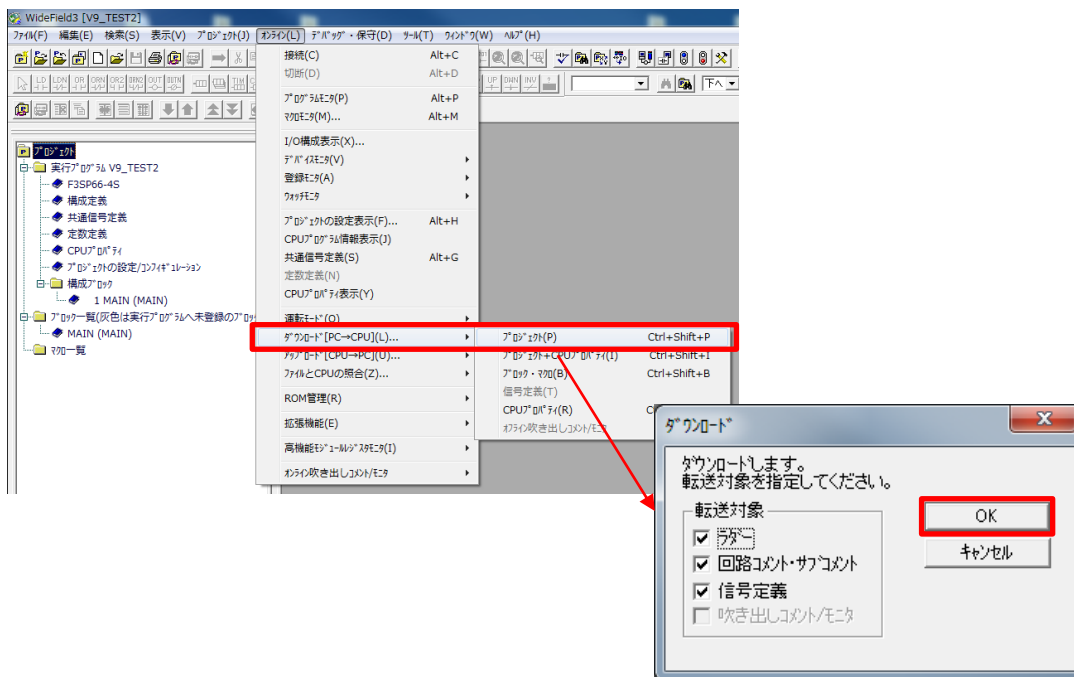 WideField3 [V9_TEST2]
ﾌｧｲﾙ(F) 編集(E) 検索(S) 表示(V) ﾌﾟﾛｼﾞｪｸﾄ(J) ｵﾝﾗｲﾝ(L) ﾃﾞﾊﾞｯｸﾞ・保守(D) ﾂｰﾙ(T) ｳｨﾝﾄﾞｳ(W) ﾍﾙﾌﾟ(H)
LD LDN OR ORN OR2 OUT
UP DWN INV
下へ
接続(C) Alt+C
切断(D) Alt+D
ﾌﾟﾛｸﾞﾗﾑﾓﾆﾀ(P) Alt+P
ﾏｸﾛﾓﾆﾀ(M)... Alt+M
I/O構成表示(X)...
ﾃﾞﾊﾞｲｽﾓﾆﾀ(V)
登録ﾓﾆﾀ(A)
ｳｫｯﾁﾓﾆﾀ
ﾌﾟﾛｼﾞｪｸﾄの設定表示(F)... Alt+H
CPUﾌﾟﾛｸﾞﾗﾑ情報表示(J)
共通信号定義(S) Alt+G
定数定義(N)
CPUﾌﾟﾛﾊﾟﾃｨ表示(Y)
運転ﾓｰﾄﾞ(O)
ﾀﾞｳﾝﾛｰﾄﾞ[PC→CPU](L)...
ｱｯﾌﾟﾛｰﾄﾞ[CPU→PC](U)...
ﾌｧｲﾙとCPUの照合(Z)...
ROM管理(R)
拡張機能(E)
高機能ﾓｼﾞｭｰﾙﾚｼﾞｽﾀﾓﾆﾀ(I)
ｵﾝﾗｲﾝ吹き出しｺﾒﾝﾄ/ﾓﾆﾀ
ﾌﾟﾛｼﾞｪｸﾄ
実行ﾌﾟﾛｸﾞﾗﾑ V9_TEST2
F3SP66-4S
構成定義
共通信号定義
定数定義
CPUﾌﾟﾛﾊﾟﾃｨ
ﾌﾟﾛｼﾞｪｸﾄの設定/ｺﾝﾌｨｷﾞｭﾚｰｼｮﾝ
構成ﾌﾞﾛｯｸ
1 MAIN (MAIN)
ﾌﾞﾛｯｸ一覧(灰色は実行ﾌﾟﾛｸﾞﾗﾑへ未登録のﾌﾞﾛｯｸ
MAIN (MAIN)
ﾏｸﾛ一覧
ﾌﾟﾛｼﾞｪｸﾄ(P) Ctrl+Shift+P
ﾌﾟﾛｼﾞｪｸﾄ+CPUﾌﾟﾛﾊﾟﾃｨ(I) Ctrl+Shift+I
ﾌﾞﾛｯｸ・ﾏｸﾛ(B) Ctrl+Shift+B
信号定義(T)
CPUﾌﾟﾛﾊﾟﾃｨ(R)
ｵﾌﾗｲﾝ吹き出しｺﾒﾝﾄ/ﾓﾆﾀ
ﾀﾞｳﾝﾛｰﾄﾞ
ﾀﾞｳﾝﾛｰﾄﾞします。
転送対象を指定してください。
転送対象
ﾗﾀﾞｰ
回路ｺﾒﾝﾄ・ｻﾌﾞｺﾒﾝﾄ
信号定義
吹き出しｺﾒﾝﾄ/ﾓﾆﾀ
OK
ｷｬﾝｾﾙ